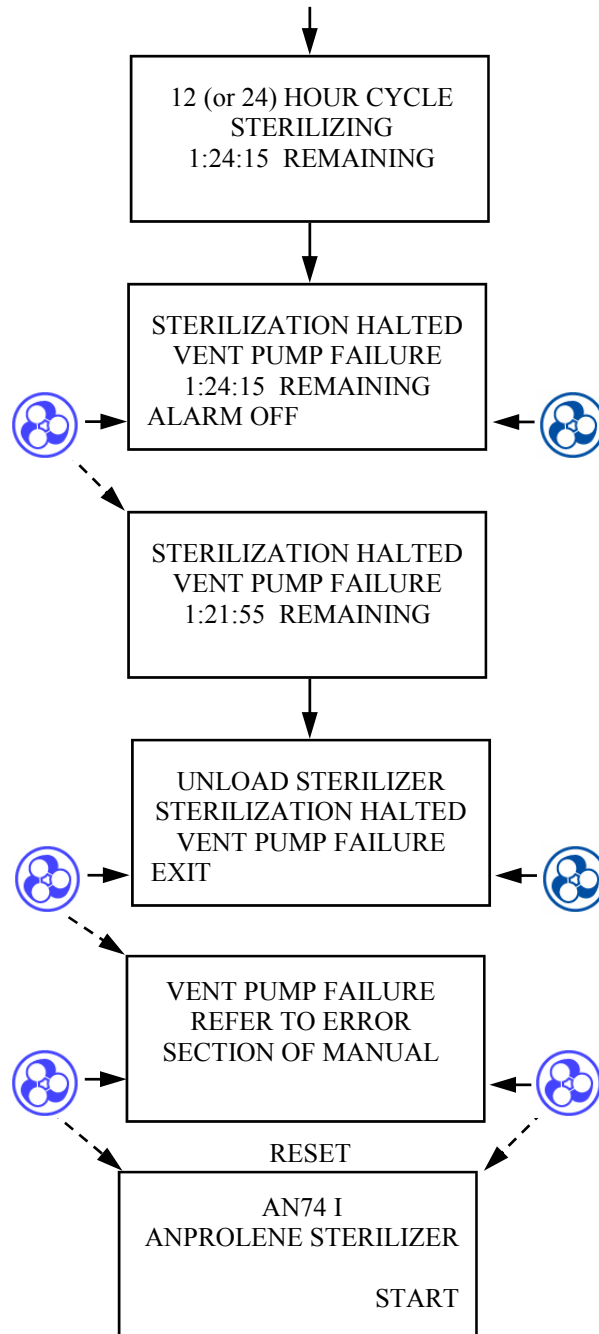 12 (or 24) HOUR CYCLE
STERILIZING
1:24:15 REMAINING
STERILIZATION HALTED
VENT PUMP FAILURE
1:24:15 REMAINING
ALARM OFF
STERILIZATION HALTED
VENT PUMP FAILURE
1:21:55 REMAINING
UNLOAD STERILIZER
STERILIZATION HALTED
VENT PUMP FAILURE
EXIT
VENT PUMP FAILURE
REFER TO ERROR
SECTION OF MANUAL
RESET
AN74 I
ANPROLENE STERILIZER
START